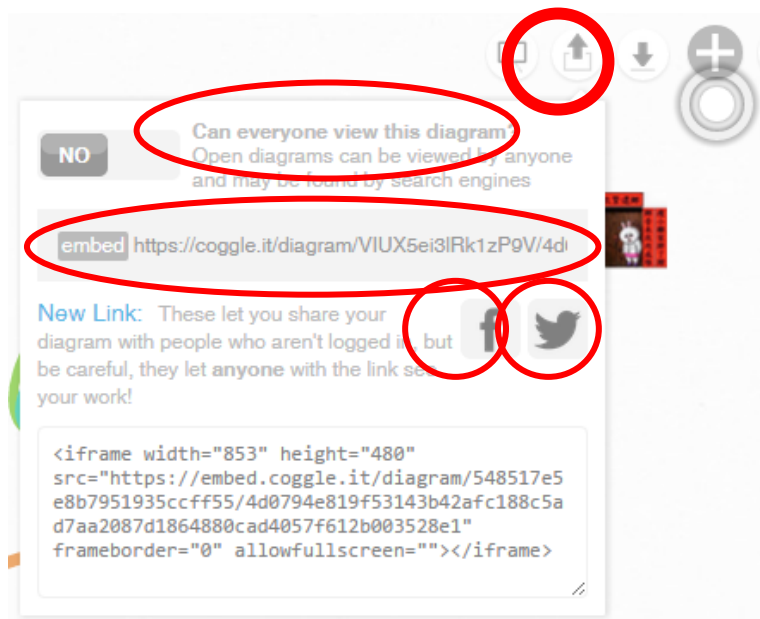 NO
Can everyone view this diagram?
Open diagrams can be viewed by anyone
and may be found by search engines
embed https://coggle.it/diagram/VIUX5ei3lRk1zP9V/4d
New Link: These let you share your
diagram with people who aren't logged in, but
be careful, they let anyone with the link see
your work!
<iframe width="853" height="480"
src="https://embed.coggle.it/diagram/548517e5
e8b7951935ccff55/4d0794e819f53143b42afc188c5a
d7aa2087d1864880cad4057f612b003528e1"
frameborder="0" allowfullscreen=""></iframe>